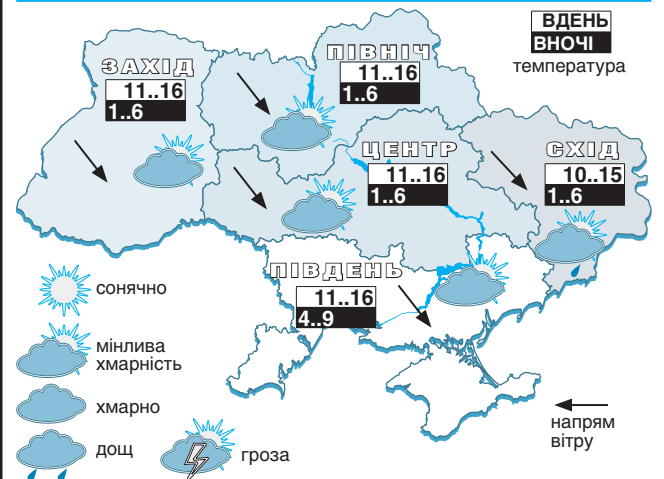 ВДЕНЬ
ВНОЧІ
температура
ЗАХІД
11..16
1..6
ПІВНІЧ
11..16
1..6
ЦЕНТР
11..16
1..6
СХІД
10..15
1..6
ПІВДЕНЬ
11..16
4..9
сонячно
мінлива
хмарність
хмарно
дощ
гроза
напрям
вітру